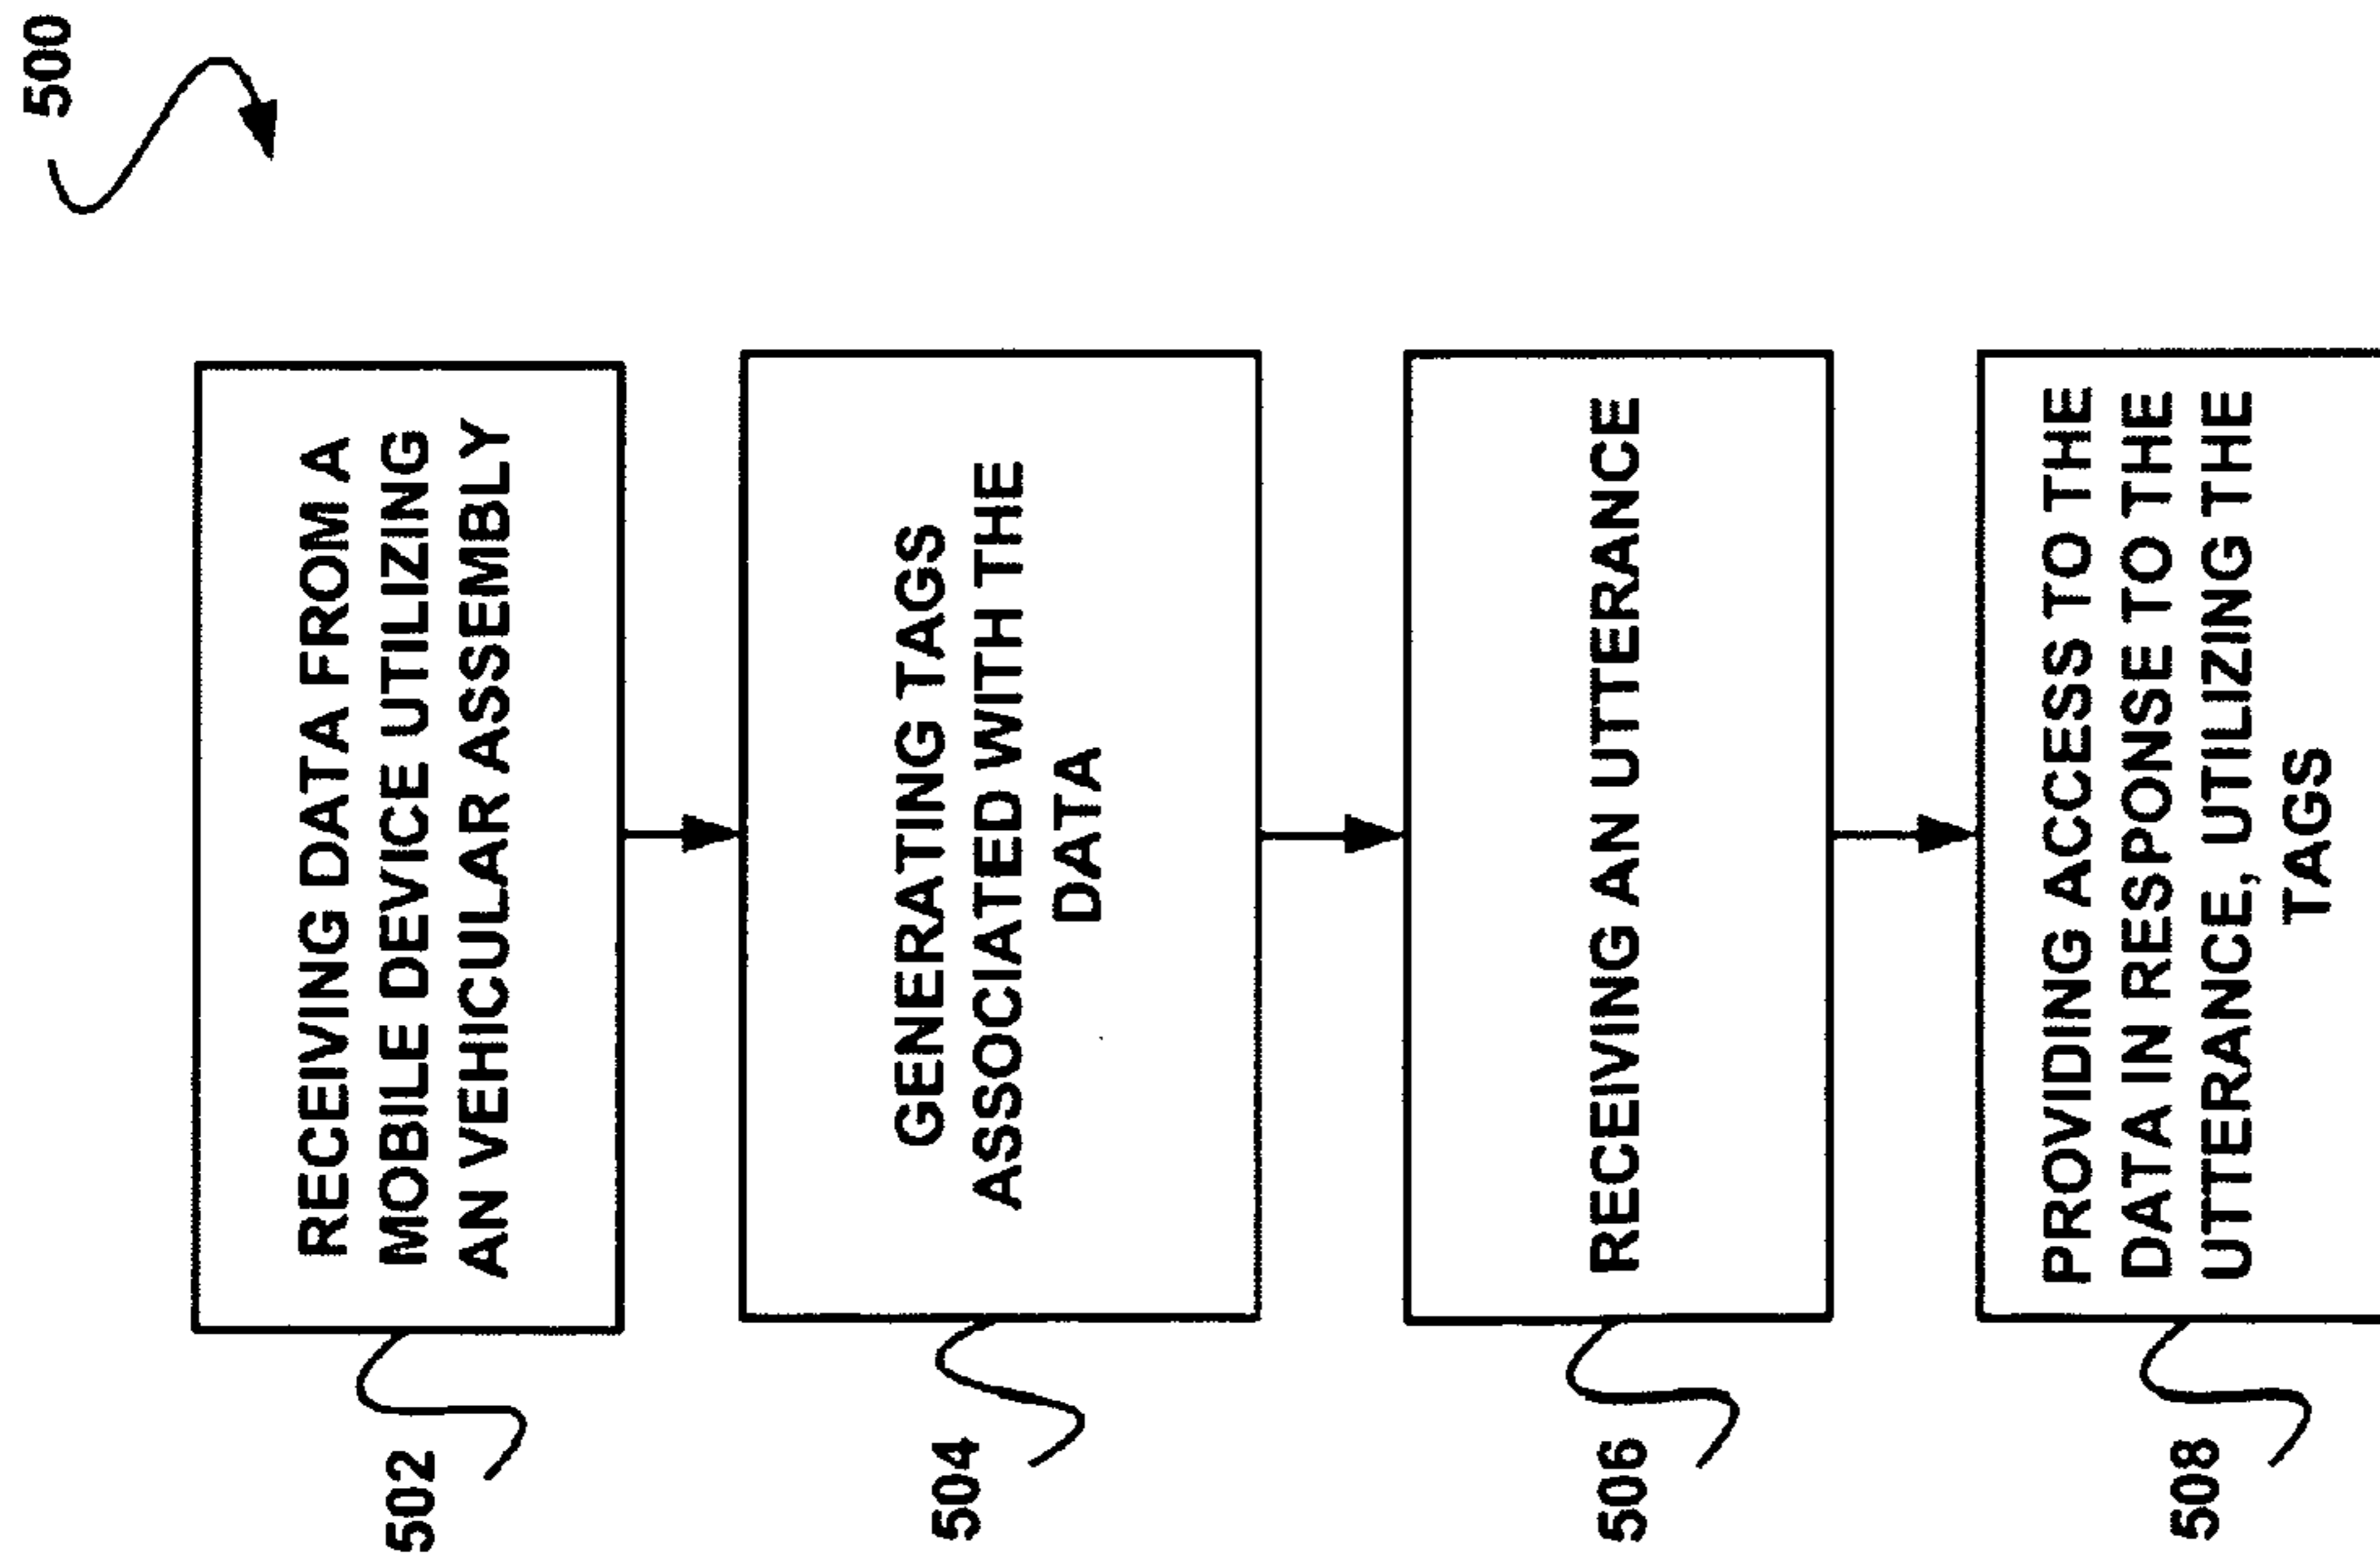 500
502
RECEIVING DATA FROM A
MOBILE DEVICE UTILIZING
AN VEHICULAR ASSEMBLY
504
GENERATING TAGS
ASSOCIATED WITH THE
DATA
506
RECEIVING AN UTTERANCE
508
PROVIDING ACCESS TO THE
DATA IN RESPONSE TO THE
UTTERANCE, UTILIZING THE
TAGS